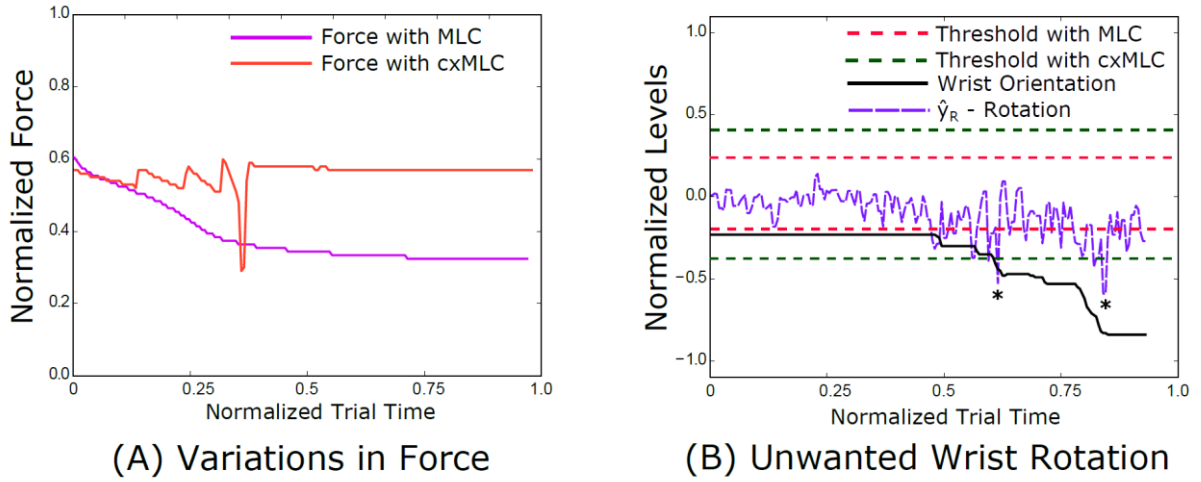 1.0
0.8
0.6
0.4
0.2
0.0
Normalized Force
Force with MLC
Force with cxMLC
0
0.25
0.5
0.75
1.0
Normalized Trial Time
(A) Variations in Force
1.0
0.5
0.0
−0.5
−1.0
Normalized Levels
Threshold with MLC
Threshold with cxMLC
Wrist Orientation
ŷR - Rotation
*
*
0
0.25
0.5
0.75
1.0
Normalized Trial Time
(B) Unwanted Wrist Rotation